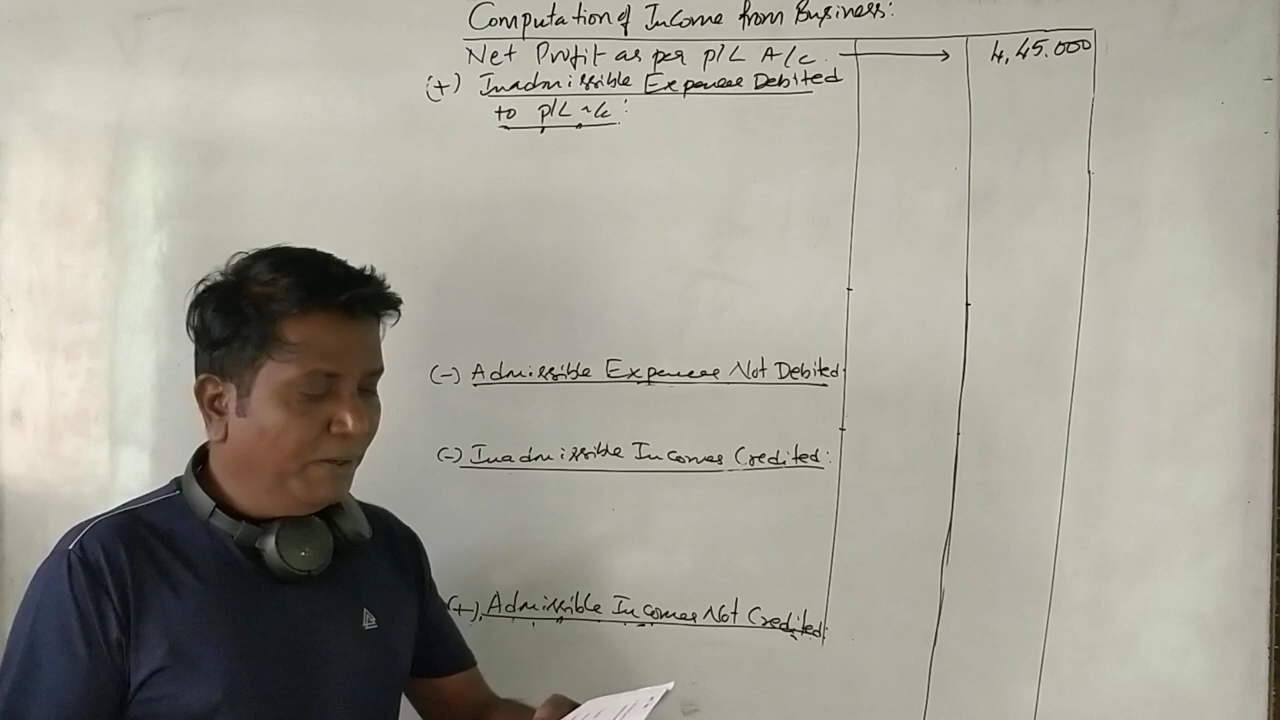 Computation of Income from Business:
Net Profit as per P/L A/c. → 4,45.000
(+) Inadmissible Expenses Debited
to P/L A/c:
(-) Admissible Expenses Not Debited
(-) Inadmissible Incomes Credited:
(+) Admissible Incomes Not Credited